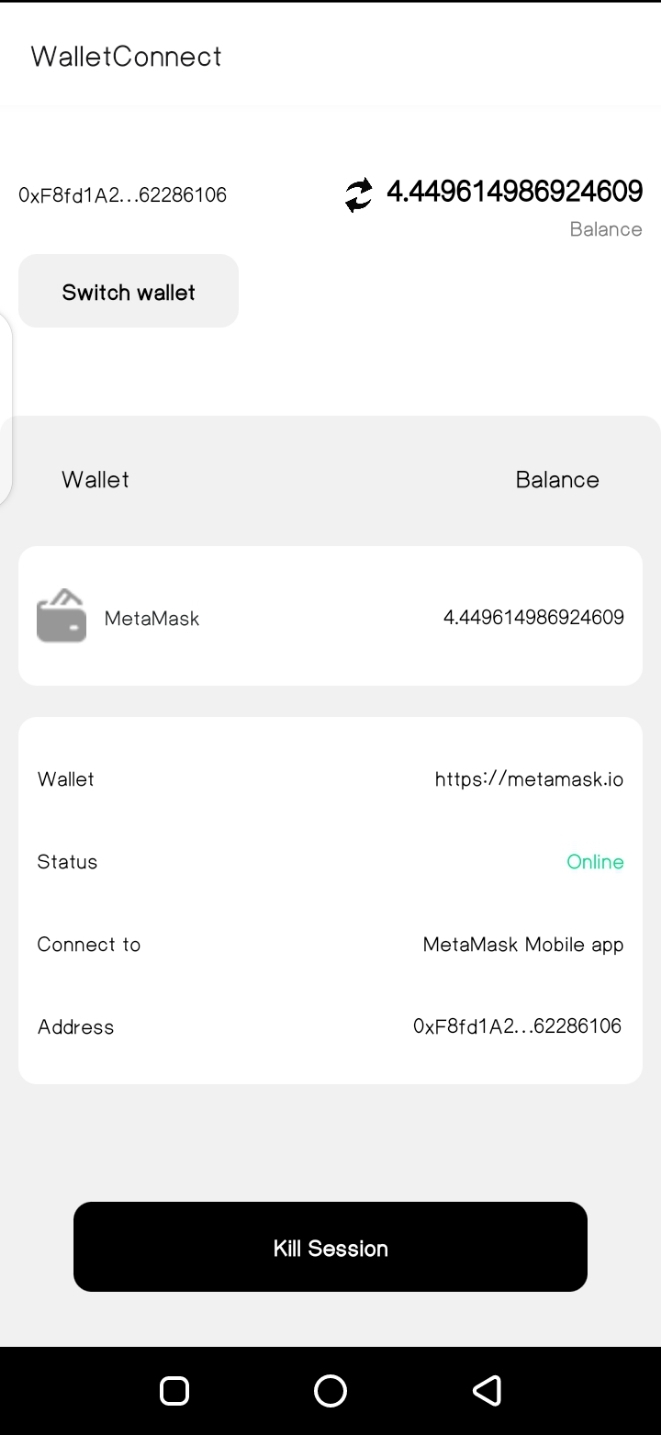 WalletConnect
0xF8fd1A2...62286106
4.449614986924609
Balance
Switch wallet
Wallet Balance
MetaMask 4.449614986924609
Wallet https://metamask.io
Status Online
Connect to MetaMask Mobile app
Address 0xF8fd1A2...62286106
Kill Session